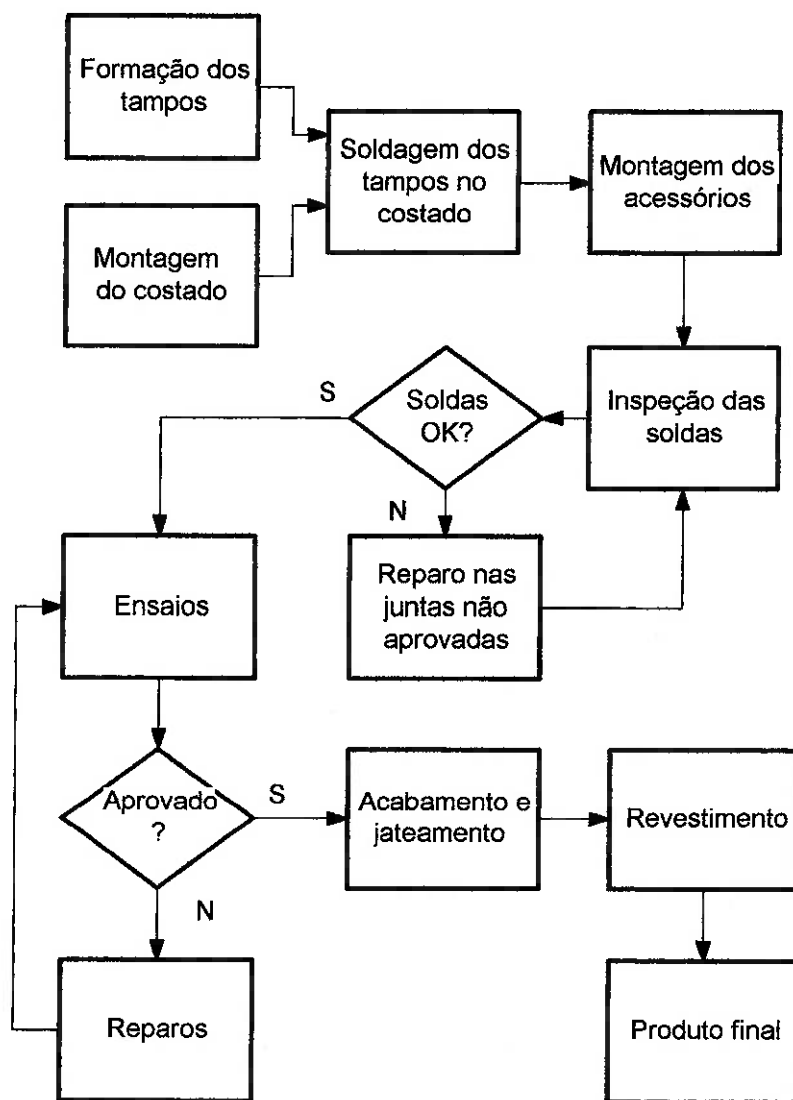 Formação dos
tampos
Soldagem dos
tampos no
costado
Montagem dos
acessórios
Montagem
do costado
S
Soldas
OK?
Inspeção das
soldas
N
Reparo nas
juntas não
aprovadas
Ensaios
Aprovado
?
S
Acabamento e
jateamento
Revestimento
N
Reparos
Produto final